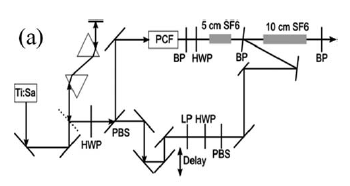 (a)
5 cm SF6
10 cm SF6
PCF
BP
HWP
BP
BP
Ti:Sa
HWP
PBS
LP
HWP
PBS
Delay